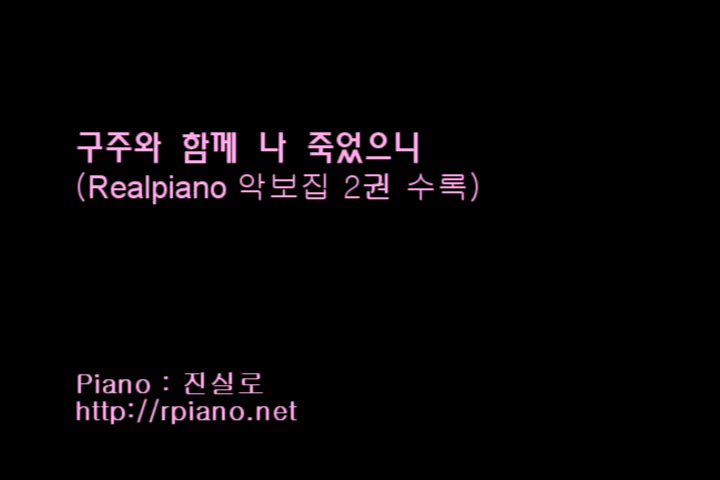 구주와 함께 나 죽었으니
(Realpiano 악보집 2권 수록)
Piano : 진실로
http://rpiano.net